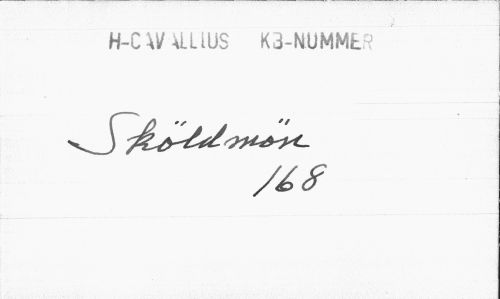 H-CAVALLIUS KB-NUMMER
Sköldmön
168